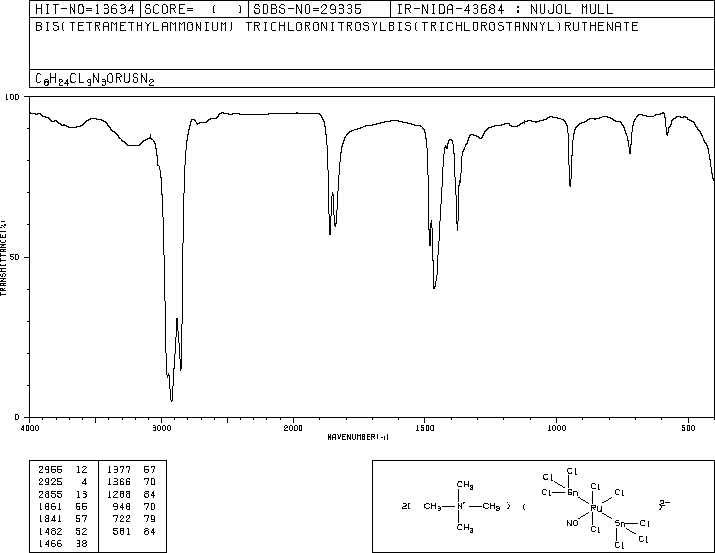 HIT-NO=13634 SCORE= ( ) SDBS-NO=29335 IR-NIDA-43684 : NUJOL MULL
BIS(TETRAMETHYLAMMONIUM) TRICHLORONITROSYLBIS(TRICHLOROSTANNYL)RUTHENATE
C8H24CL9N3ORUSN2
TRANSMITTANCE(%)
100
50
0
4000 3000 2000 1500 1000 500
WAVENUMBER(-1)
2966 12 1377 57
2925 4 1366 70
2855 13 1288 84
1861 55 948 70
1841 57 722 79
1482 52 581 84
1466 38
CH3
2( CH3 N+ CH3 ) (
CH3
Cl Cl
Cl Sn Cl Cl
Ru
NO Cl Sn Cl
Cl Cl
)2-